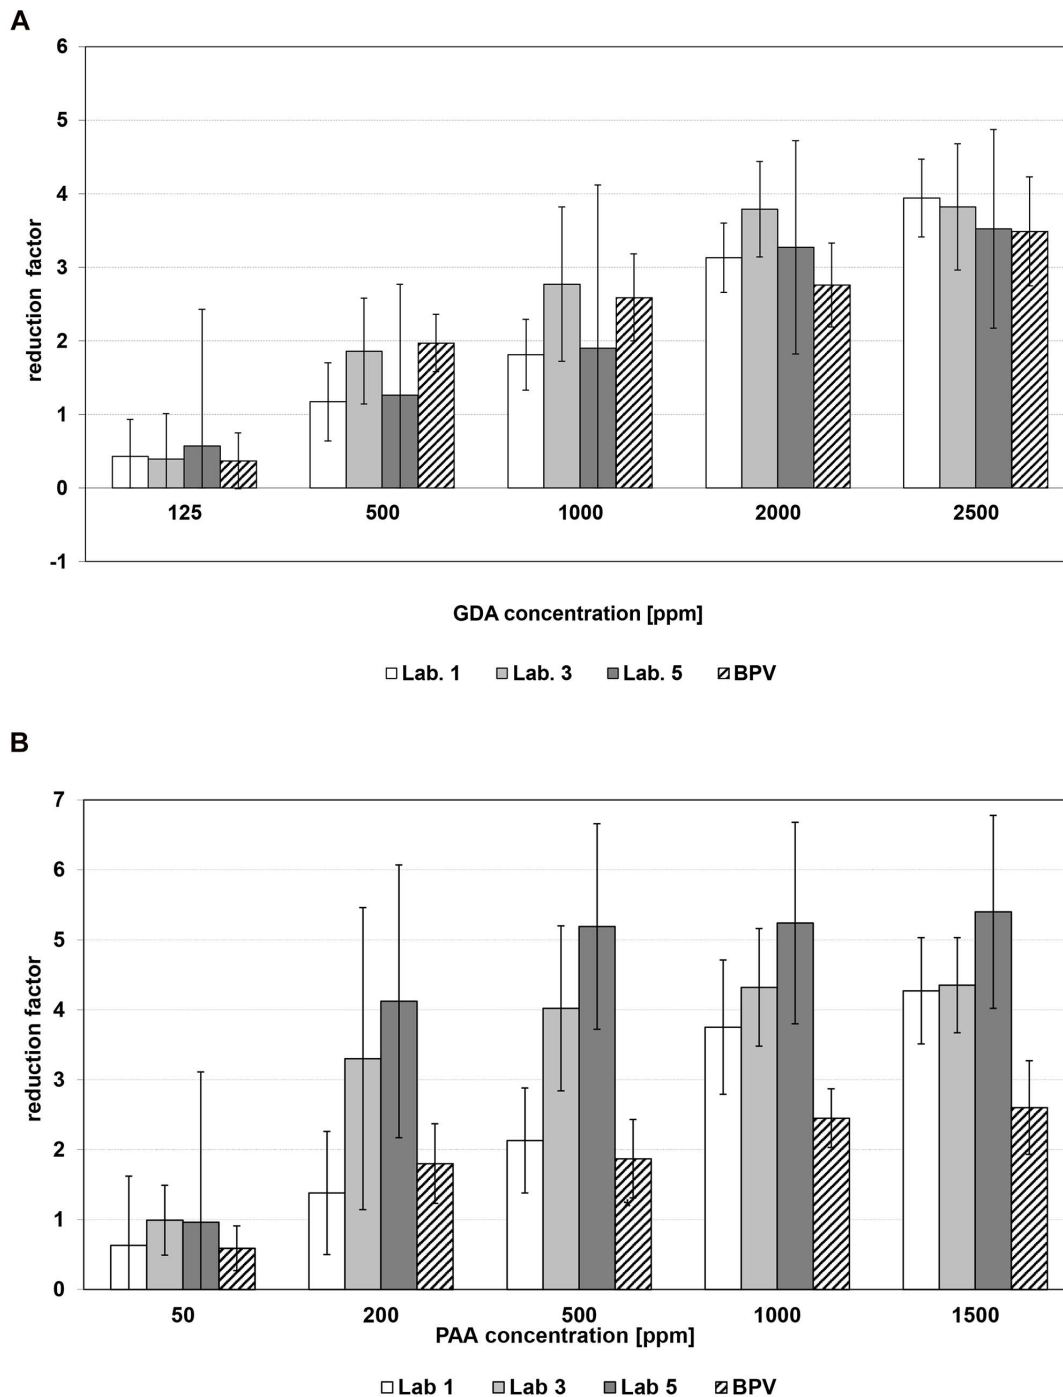 A
6
5
4
3
2
1
0
-1
reduction factor
125 500 1000 2000 2500
GDA concentration [ppm]
Lab. 1 Lab. 3 Lab. 5 BPV
B
7
6
5
4
3
2
1
0
reduction factor
50 200 500 1000 1500
PAA concentration [ppm]
Lab 1 Lab 3 Lab 5 BPV